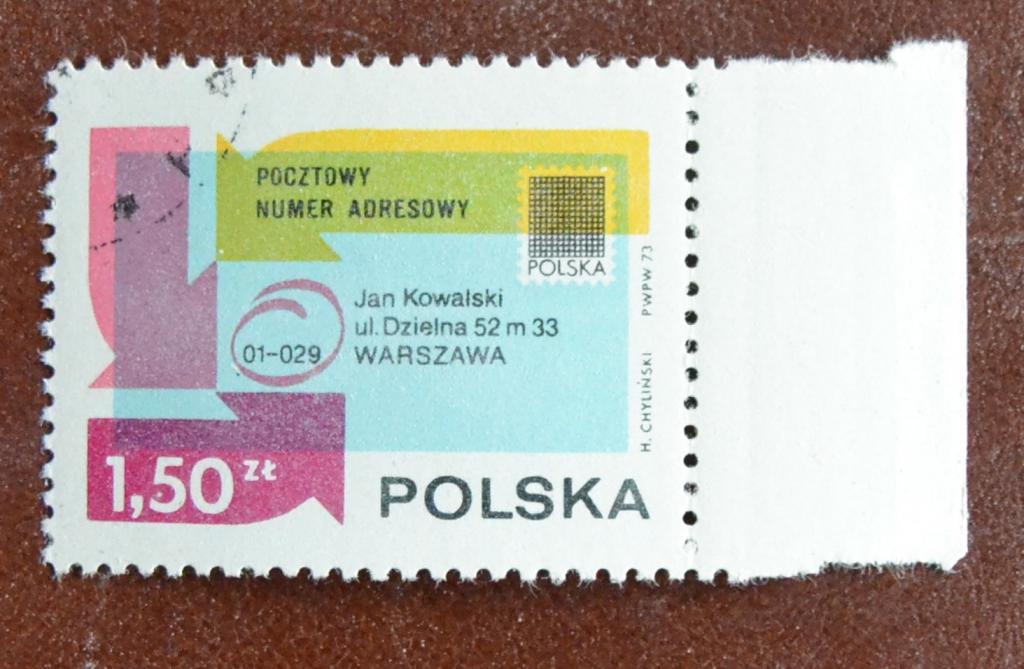 POCZTOWY
NUMER ADRESOWY
POLSKA
Jan Kowalski
ul. Dzielna 52 m 33
01-029 WARSZAWA
H. CHYLIŃSKI PWPW 73
1,50 zł
POLSKA